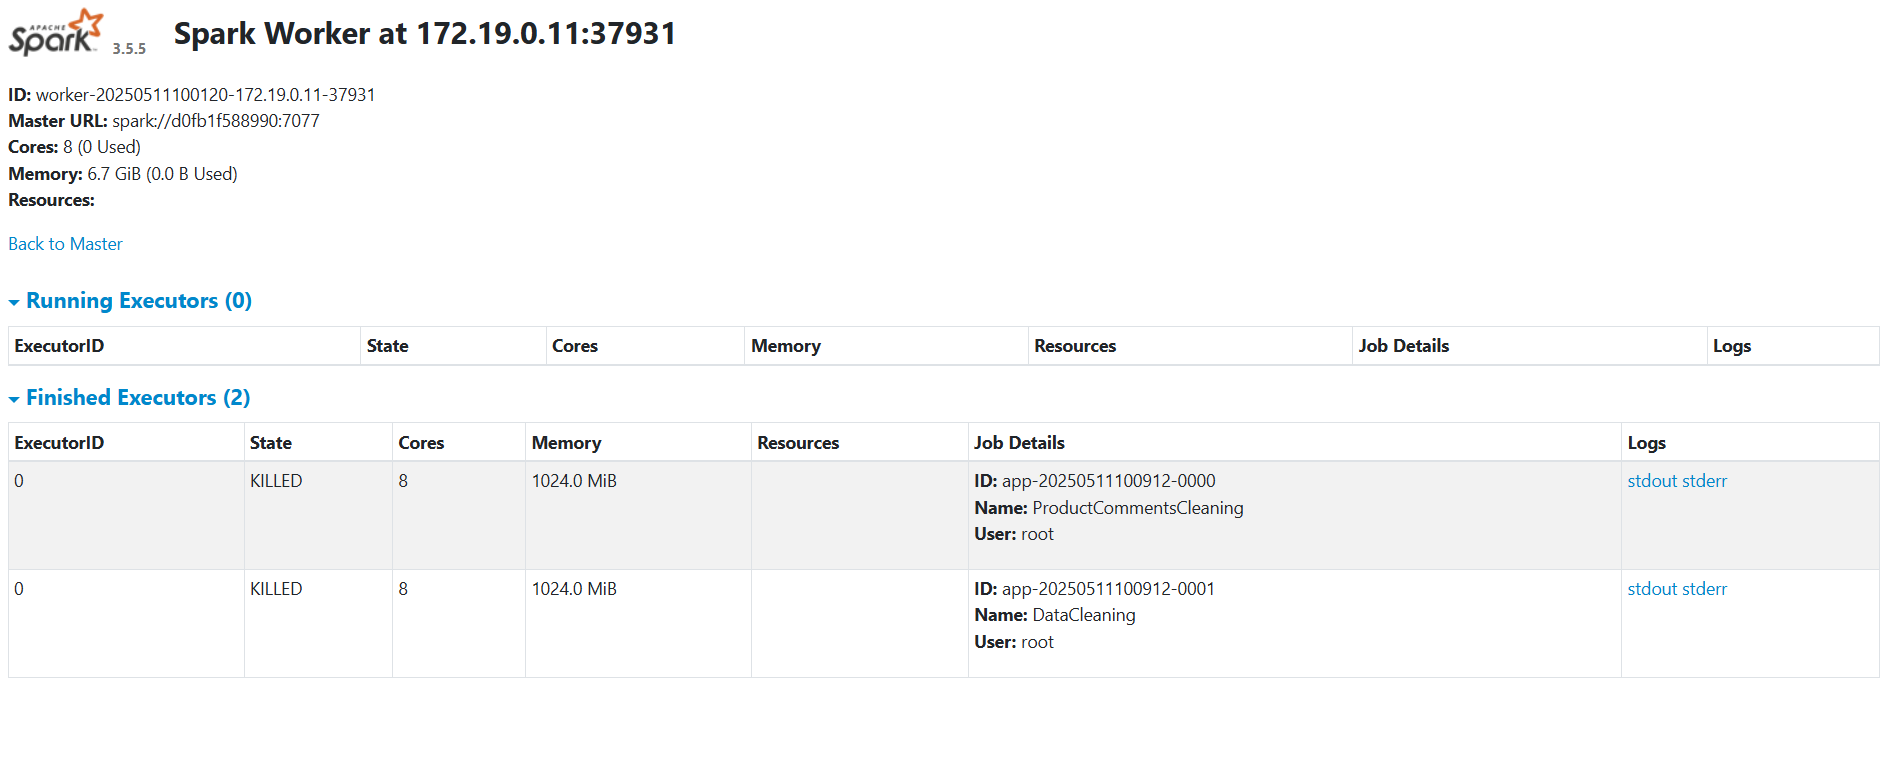 APACHE
Spark 3.5.5 Spark Worker at 172.19.0.11:37931
ID: worker-20250511100120-172.19.0.11-37931
Master URL: spark://d0fb1f588990:7077
Cores: 8 (0 Used)
Memory: 6.7 GiB (0.0 B Used)
Resources:
Back to Master
Running Executors (0)
ExecutorID State Cores Memory Resources Job Details Logs
Finished Executors (2)
ExecutorID State Cores Memory Resources Job Details Logs
0 KILLED 8 1024.0 MiB ID: app-20250511100912-0000 stdout stderr
Name: ProductCommentsCleaning
User: root
0 KILLED 8 1024.0 MiB ID: app-20250511100912-0001 stdout stderr
Name: DataCleaning
User: root